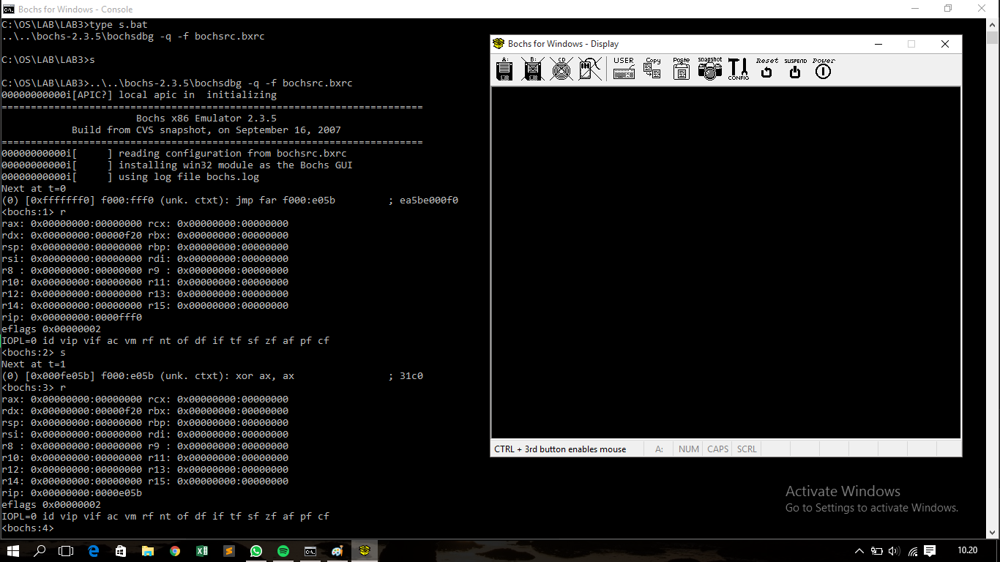 Bochs for Windows - Console
C:\OS\LAB\LAB3>type s.bat
..\..\bochs-2.3.5\bochsdbg -q -f bochsrc.bxrc
C:\OS\LAB\LAB3>s
C:\OS\LAB\LAB3>..\..\bochs-2.3.5\bochsdbg -q -f bochsrc.bxrc
00000000000i[APIC?] local apic in  initializing
========================================================================
Bochs x86 Emulator 2.3.5
Build from CVS snapshot, on September 16, 2007
========================================================================
00000000000i[     ] reading configuration from bochsrc.bxrc
00000000000i[     ] installing win32 module as the Bochs GUI
00000000000i[     ] using log file bochs.log
Next at t=0
(0) [0xfffffff0] f000:fff0 (unk. ctxt): jmp far f000:e05b         ; ea5be000f0
<bochs:1> r
rax: 0x00000000:00000000 rcx: 0x00000000:00000000
rdx: 0x00000000:00000f20 rbx: 0x00000000:00000000
rsp: 0x00000000:00000000 rbp: 0x00000000:00000000
rsi: 0x00000000:00000000 rdi: 0x00000000:00000000
r8 : 0x00000000:00000000 r9 : 0x00000000:00000000
r10: 0x00000000:00000000 r11: 0x00000000:00000000
r12: 0x00000000:00000000 r13: 0x00000000:00000000
r14: 0x00000000:00000000 r15: 0x00000000:00000000
rip: 0x00000000:0000fff0
eflags 0x00000002
IOPL=0 id vip vif ac vm rf nt of df if tf sf zf af pf cf
<bochs:2> s
Next at t=1
(0) [0x000fe05b] f000:e05b (unk. ctxt): xor ax, ax                ; 31c0
<bochs:3> r
rax: 0x00000000:00000000 rcx: 0x00000000:00000000
rdx: 0x00000000:00000f20 rbx: 0x00000000:00000000
rsp: 0x00000000:00000000 rbp: 0x00000000:00000000
rsi: 0x00000000:00000000 rdi: 0x00000000:00000000
r8 : 0x00000000:00000000 r9 : 0x00000000:00000000
r10: 0x00000000:00000000 r11: 0x00000000:00000000
r12: 0x00000000:00000000 r13: 0x00000000:00000000
r14: 0x00000000:00000000 r15: 0x00000000:00000000
rip: 0x00000000:0000e05b
eflags 0x00000002
IOPL=0 id vip vif ac vm rf nt of df if tf sf zf af pf cf
<bochs:4>
Bochs for Windows - Display
A: B: CD USER Copy Paste snapshot CONFIG Reset SUSPEND Power
CTRL + 3rd button enables mouse A: NUM CAPS SCRL
Activate Windows
Go to Settings to activate Windows.
10.20